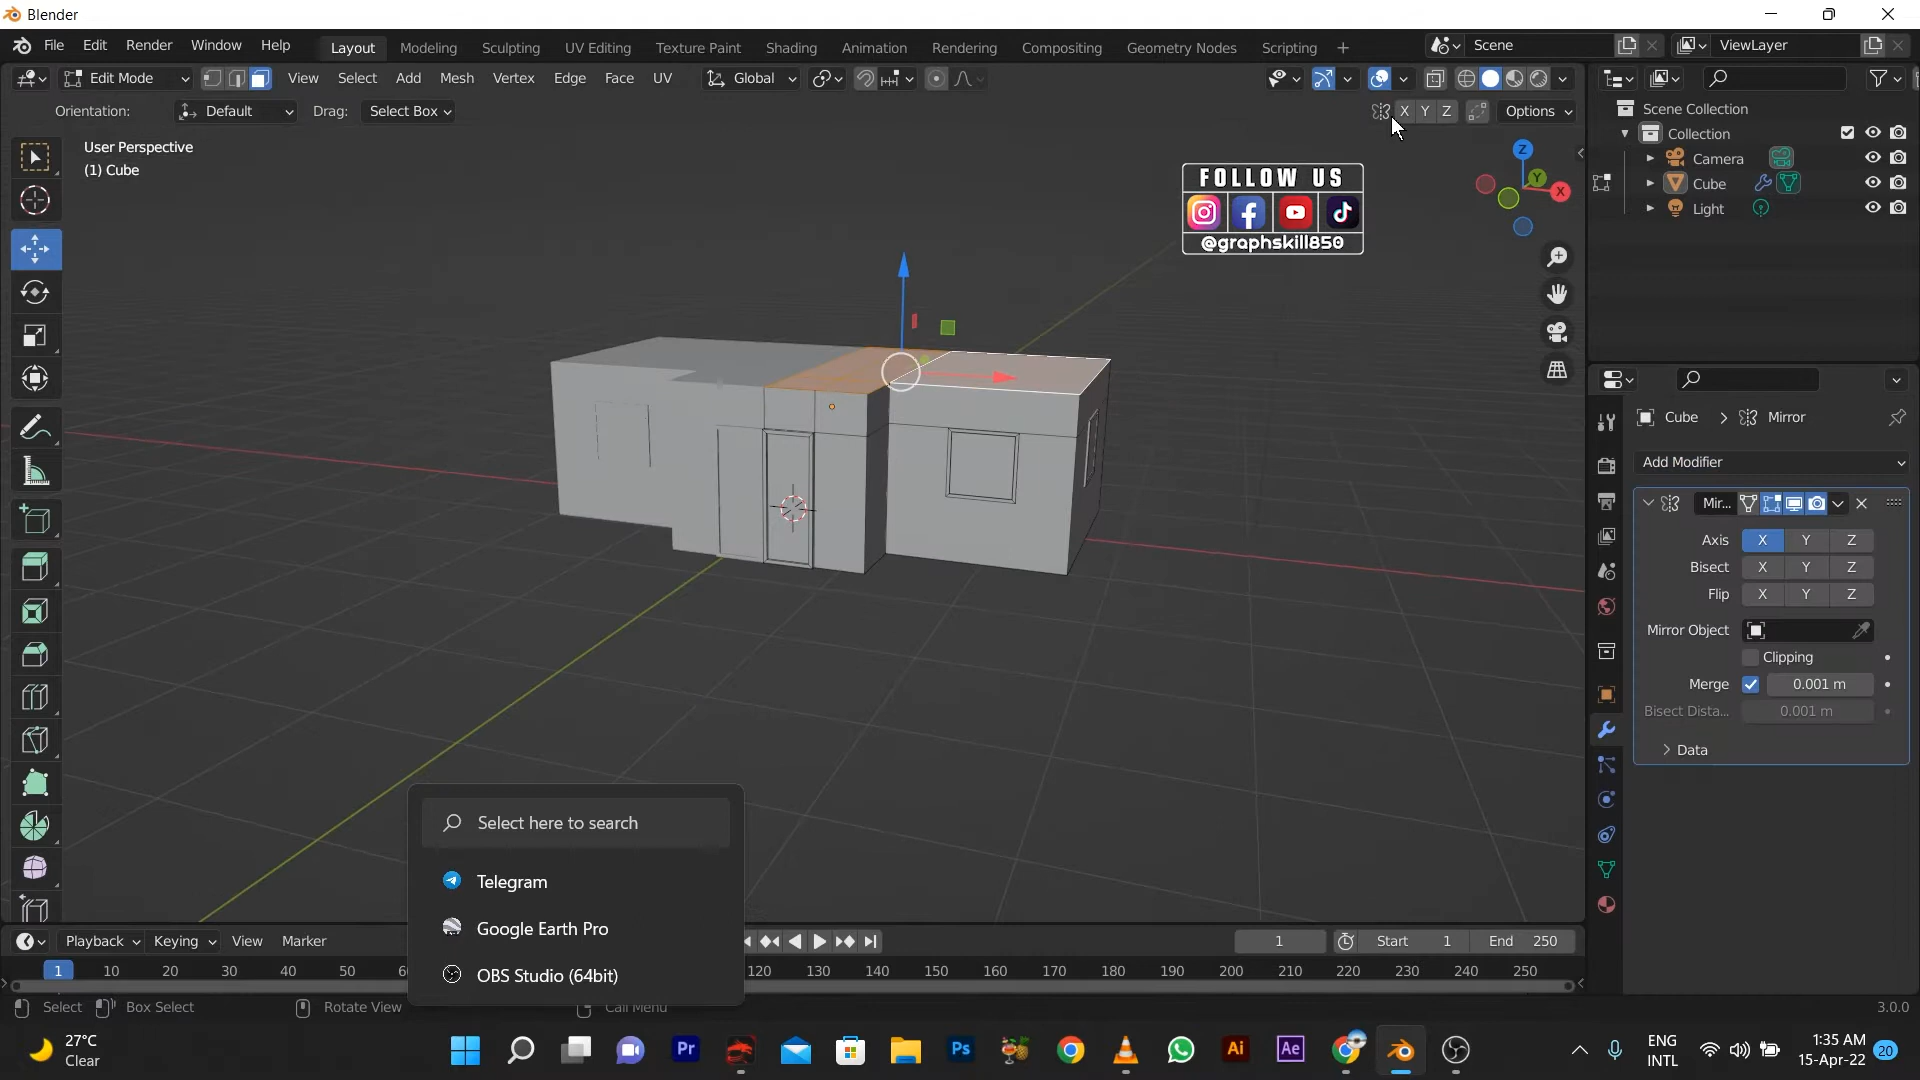 Blender
File Edit Render Window Help Layout Modeling Sculpting UV Editing Texture Paint Shading Animation Rendering Compositing Geometry Nodes Scripting + Scene ViewLayer
Edit Mode View Select Add Mesh Vertex Edge Face UV Global
Orientation: Default Drag: Select Box X Y Z Options
User Perspective
(1) Cube
FOLLOW US
@graphskill850
Z
Y
X
Scene Collection
Collection
Camera
Cube
Light
Cube > Mirror
Add Modifier
Mir...
Axis X Y Z
Bisect X Y Z
Flip X Y Z
Mirror Object
Clipping
Merge 0.001 m
Bisect Dista... 0.001 m
Data
Select here to search
Telegram
Google Earth Pro
OBS Studio (64bit)
Playback Keying View Marker 1 Start 1 End 250
1 10 20 30 40 50 120 130 140 150 160 170 180 190 200 210 220 230 240 250
Select Box Select Rotate View Call Menu 3.0.0
27°C
Clear
Pr Ps Ai Ae
ENG
INTL
1:35 AM
15-Apr-22
20